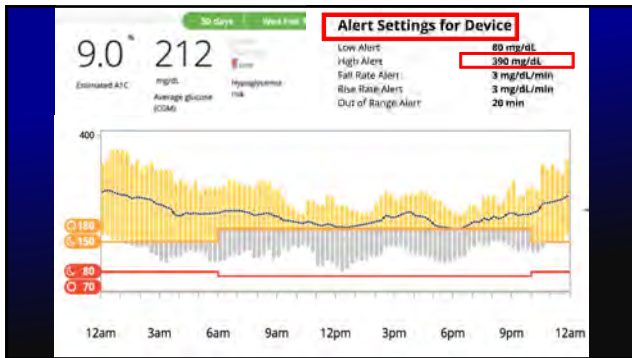 30 days
Alert Settings for Device
9.0 * 212
Estimated A1C
mg/dL
Average glucose
(CGM)
Low
Hypoglycemia
risk
Low Alert 80 mg/dL
High Alert 390 mg/dL
Fall Rate Alert 3 mg/dL/min
Rise Rate Alert 3 mg/dL/min
Out of Range Alert 20 min
400
180
150
80
70
12am 3am 6am 9am 12pm 3pm 6pm 9pm 12am